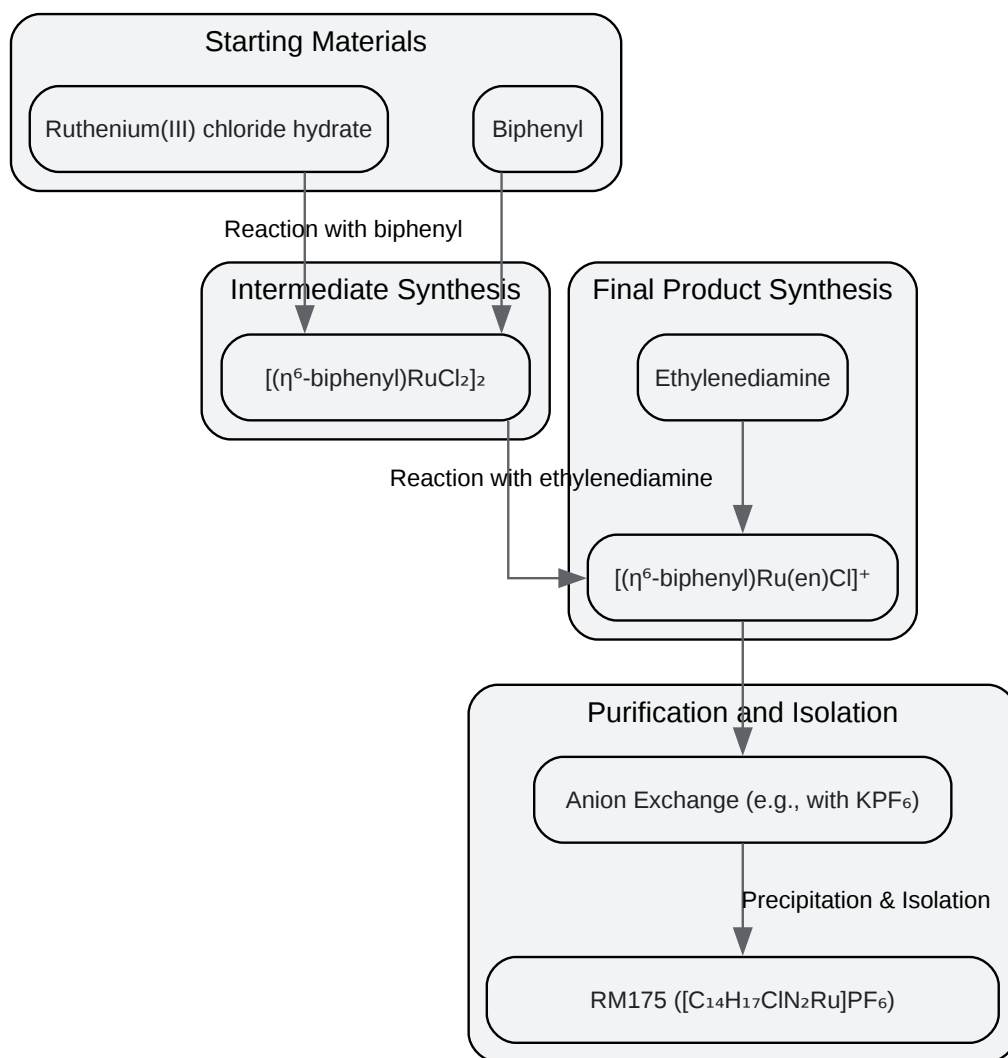 Starting Materials
Ruthenium(III) chloride hydrate
Biphenyl
Reaction with biphenyl
Intermediate Synthesis
Final Product Synthesis
[(η⁶-biphenyl)RuCl₂]₂
Ethylenediamine
Reaction with ethylenediamine
[(η⁶-biphenyl)Ru(en)Cl]⁺
Purification and Isolation
Anion Exchange (e.g., with KPF₆)
Precipitation & Isolation
RM175 ([C₁₄H₁₇ClN₂Ru]PF₆)